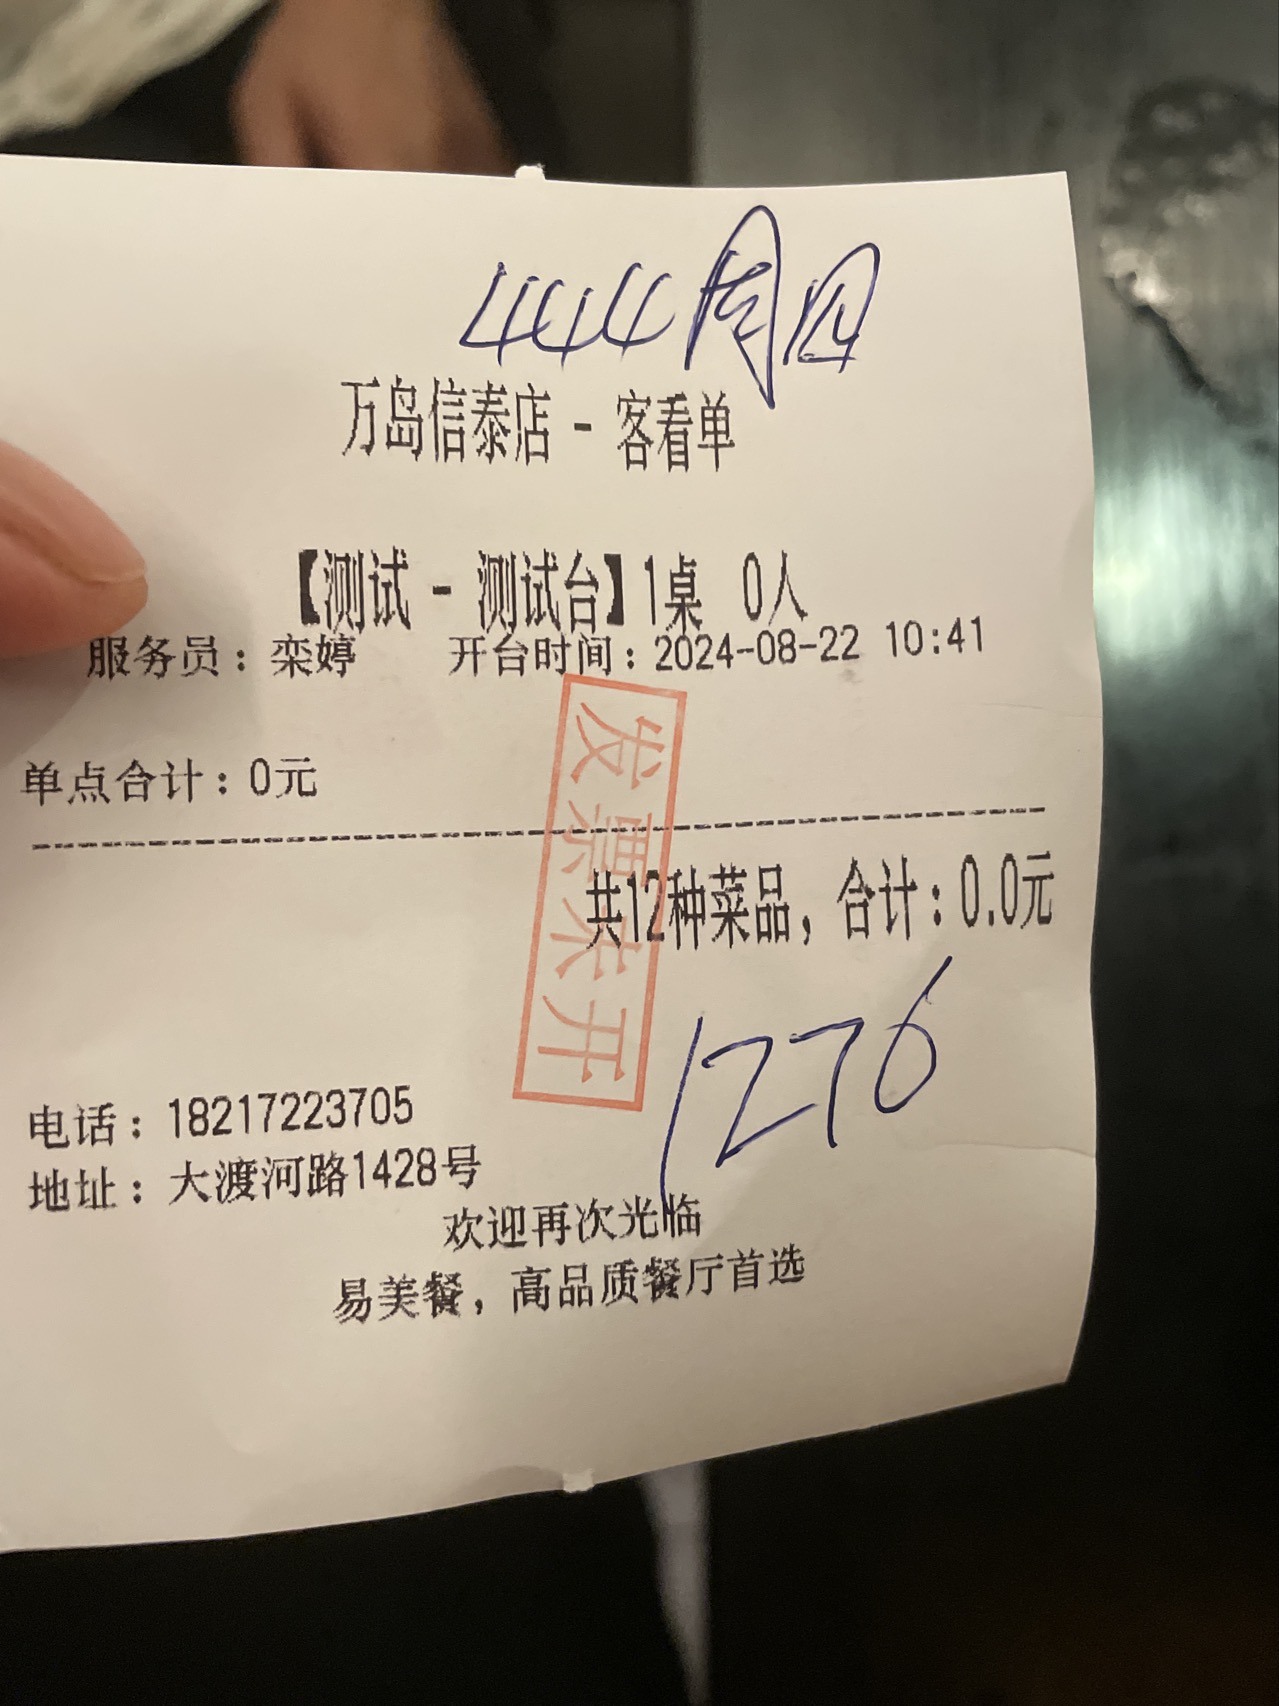 444周四
万岛信泰店 - 客看单
【测试 - 测试台】1桌 0人
服务员：栾婷 开台时间：2024-08-22 10:41
单点合计：0元
发票未开
共12种菜品，合计：0.0元
1276
电话：18217223705
地址：大渡河路1428号
欢迎再次光临
易美餐，高品质餐厅首选